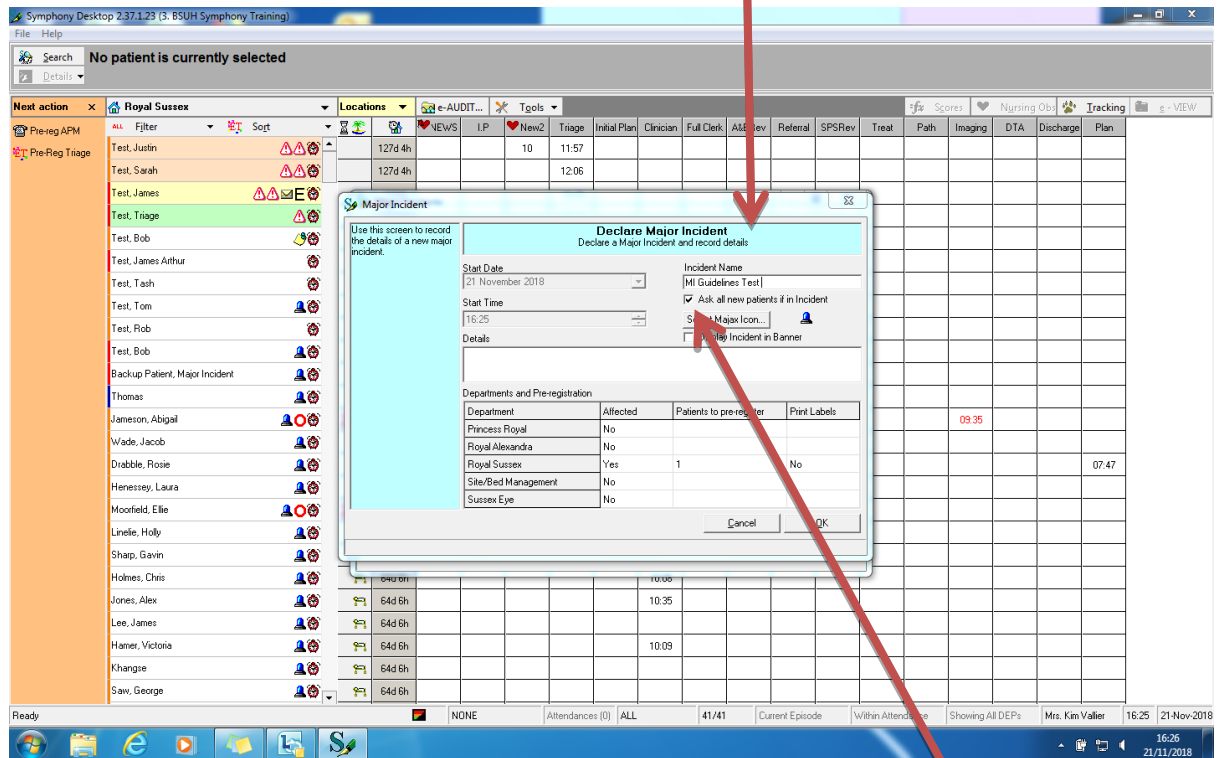 Symphony Desktop 2.37.1.23 (3. BSUH Symphony Training)
File Help
Search No patient is currently selected
Details
Next action x Royal Sussex Locations e-AUDIT... Tools Scores Nursing Obs Tracking e - VIEW
Pre-reg APM ALL Filter Sort NEWS I.P New2 Triage Initial Plan Clinician Full Clerk A&E Rev Referral SPSRev Treat Path Imaging DTA Discharge Plan
Pre-Reg Triage
Test, Justin 127d 4h 10 11:57
Test, Sarah 127d 4h 12:06
Test, James E
Test, Triage
Test, Bob
Test, James Arthur
Test, Tash
Test, Tom
Test, Rob
Test, Bob
Backup Patient, Major Incident
Thomas
Jameson, Abigail 09:35
Wade, Jacob
Drabble, Rosie 07:47
Henessey, Laura
Moorfield, Ellie
Linelie, Holly
Sharp, Gavin
Holmes, Chris 64d 6h 10:08
Jones, Alex 64d 6h 10:35
Lee, James 64d 6h
Hamer, Victoria 64d 6h 10:09
Khangse 64d 6h
Saw, George 64d 6h
Major Incident
Use this screen to record
the details of a new major
incident.
Declare Major Incident
Declare a Major Incident and record details
Start Date Incident Name
21 November 2018 MI Guidelines Test
Start Time Ask all new patients if in Incident
16:25 Majax Icon...
Details Incident in Banner
Departments and Pre-registration
Department Affected Patients to pre-register Print Labels
Princess Royal No
Royal Alexandra No
Royal Sussex Yes 1 No
Site/Bed Management No
Sussex Eye No
Cancel OK
Ready NONE Attendances (0) ALL 41/41 Current Episode Within Showing All DEPs Mrs. Kim Vallier 16:25 21-Nov-2018
16:26
21/11/2018